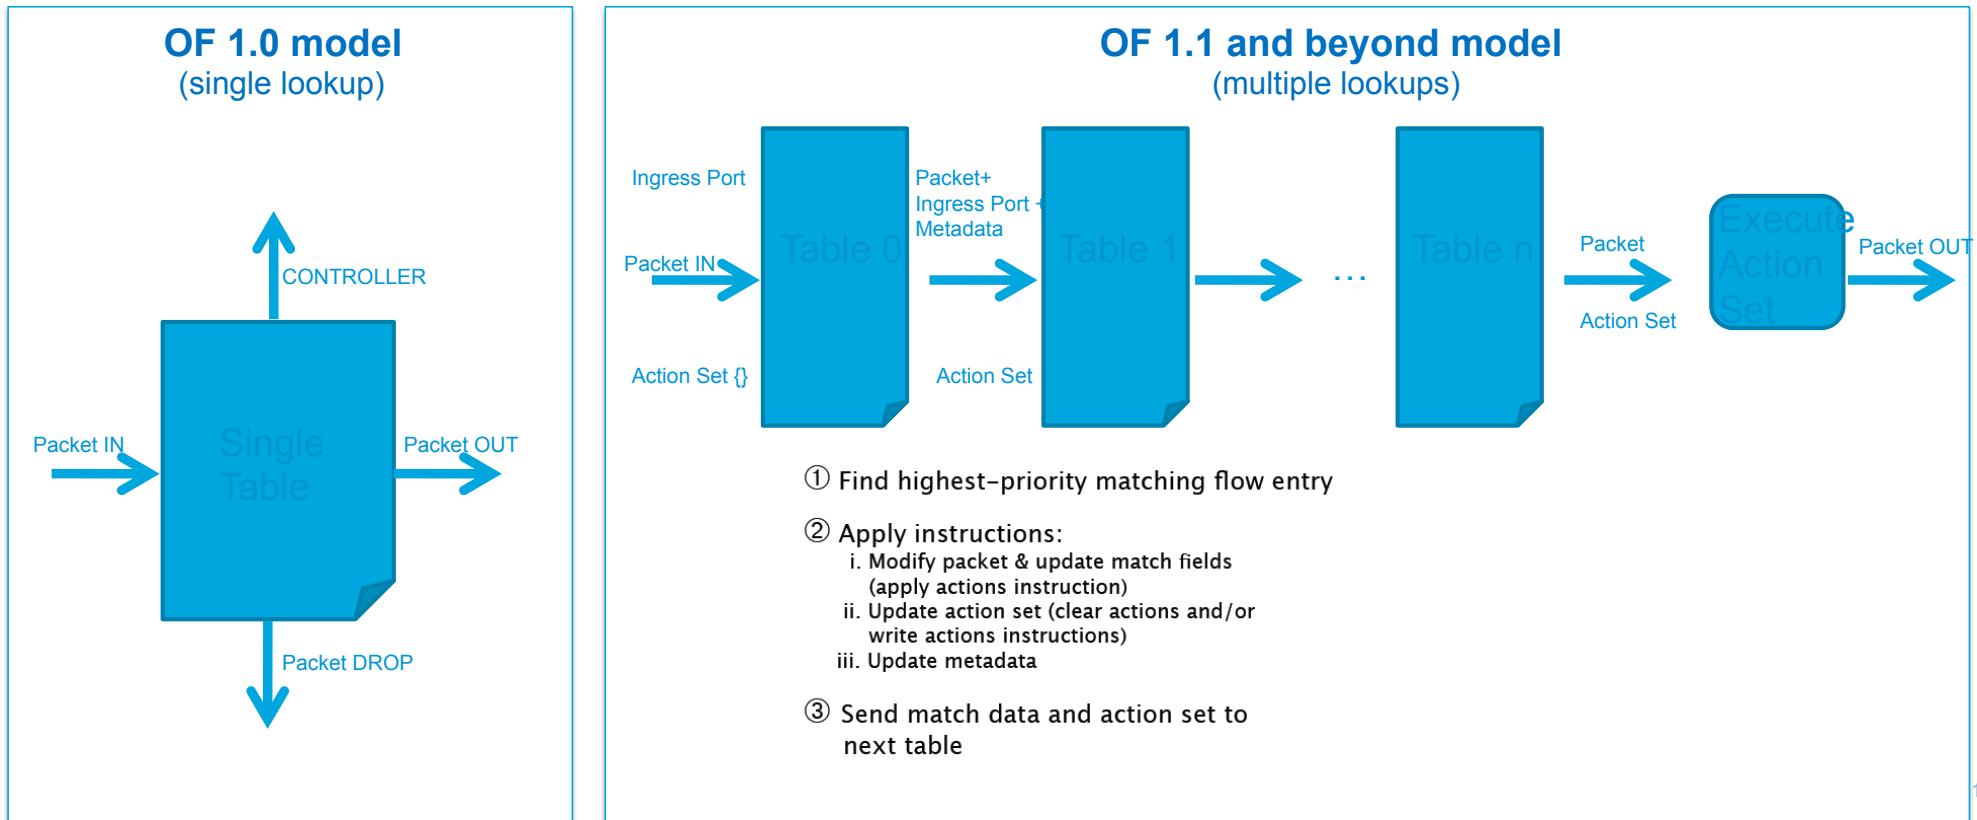 OF 1.0 model
(single lookup)
CONTROLLER
Packet IN
Single
Table
Packet OUT
Packet DROP
OF 1.1 and beyond model
(multiple lookups)
Ingress Port
Packet IN
Action Set {}
Table 0
Packet+
Ingress Port +
Metadata
Action Set
Table 1
...
Table n
Packet
Action Set
Execute
Action
Set
Packet OUT
① Find highest-priority matching flow entry
② Apply instructions:
i. Modify packet & update match fields
(apply actions instruction)
ii. Update action set (clear actions and/or
write actions instructions)
iii. Update metadata
③ Send match data and action set to
next table
1